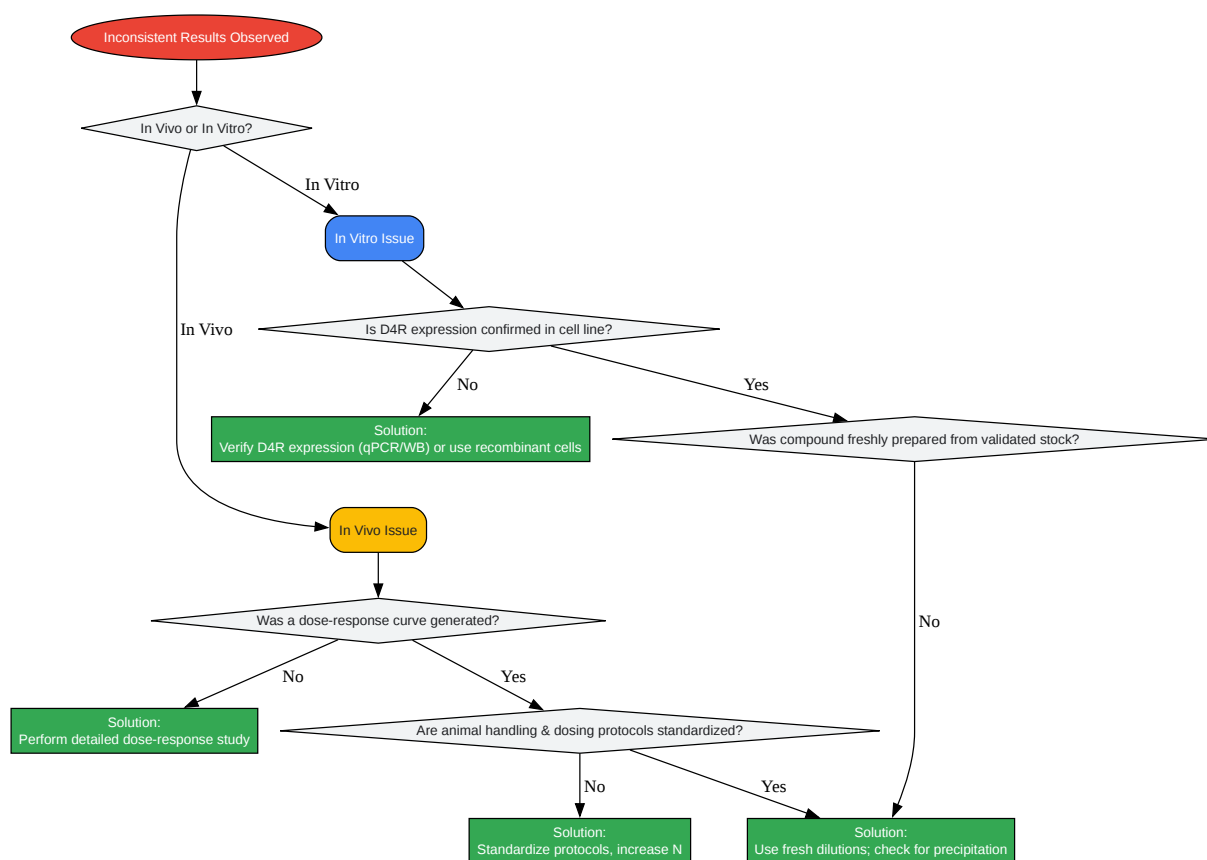 Inconsistent Results Observed
In Vivo or In Vitro?
In Vitro
In Vitro Issue
In Vivo
Is D4R expression confirmed in cell line?
No
Yes
Solution:
Verify D4R expression (qPCR/WB) or use recombinant cells
Was compound freshly prepared from validated stock?
In Vivo Issue
Was a dose-response curve generated?
No
No
Yes
Solution:
Perform detailed dose-response study
Are animal handling & dosing protocols standardized?
No
Yes
Solution:
Standardize protocols, increase N
Solution:
Use fresh dilutions; check for precipitation